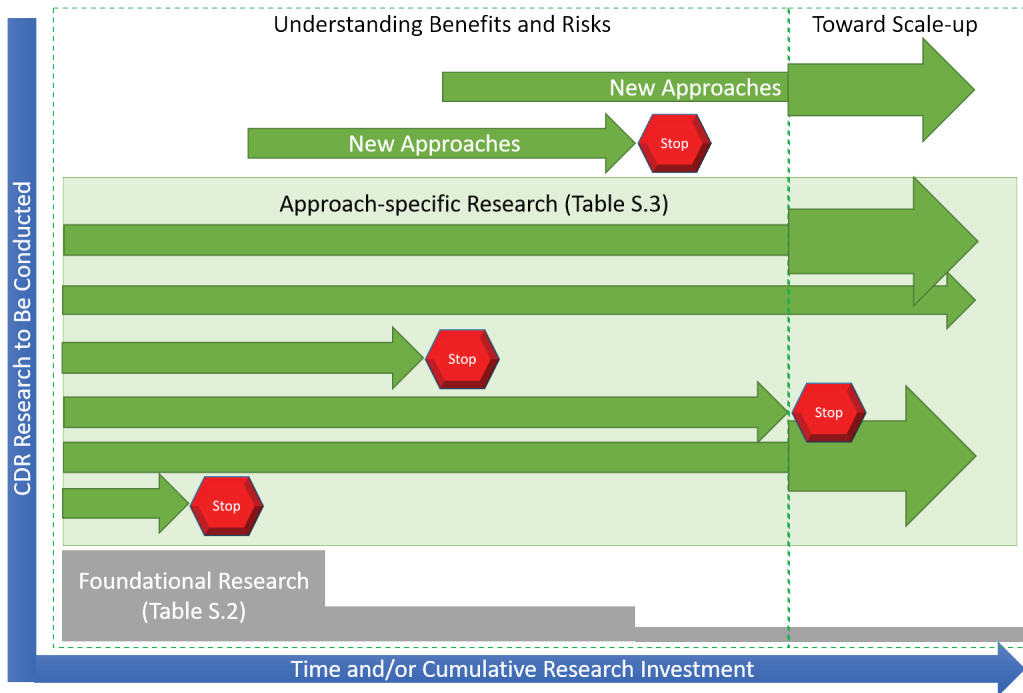 Understanding Benefits and Risks
Toward Scale-up
New Approaches
New Approaches
Stop
Approach-specific Research (Table S.3)
Stop
Stop
Stop
Foundational Research
(Table S.2)
CDR Research to Be Conducted
Time and/or Cumulative Research Investment